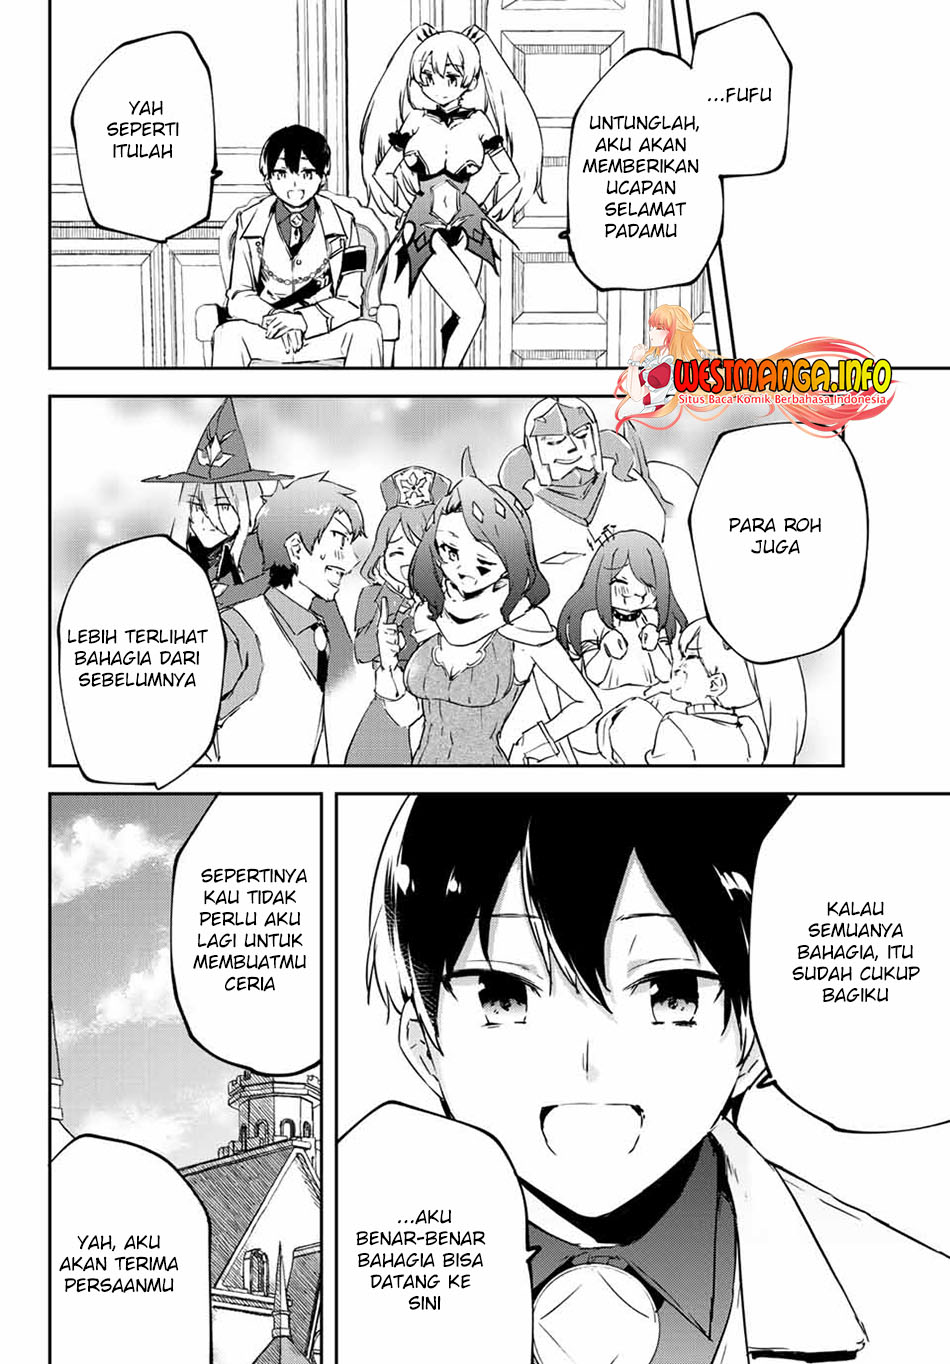 ...FUFU
UNTUNGLAH,
AKU AKAN
MEMBERIKAN
UCAPAN
SELAMAT
PADAMU
YAH
SEPERTI
ITULAH
WESTMANGA.INFO
Situs Baca Komik Berbahasa Indonesia
PARA ROH
JUGA
LEBIH TERLIHAT
BAHAGIA DARI
SEBELUMNYA
KALAU
SEMUANYA
BAHAGIA, ITU
SUDAH CUKUP
BAGIKU
...AKU
BENAR-BENAR
BAHAGIA BISA
DATANG KE
SINI
SEPERTINYA
KAU TIDAK
PERLU AKU
LAGI UNTUK
MEMBUATMU
CERIA
YAH, AKU
AKAN TERIMA
PERSAANMU